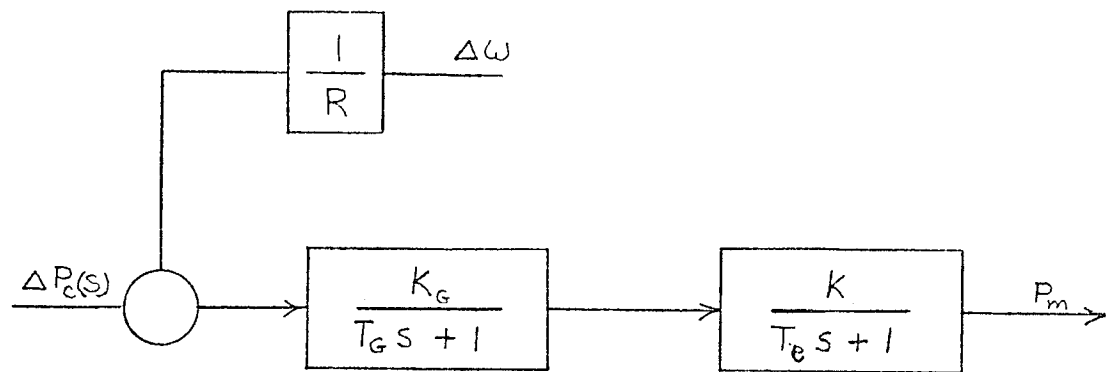 1
R
Δω
ΔPc(s)
KG
TG s + 1
K
Te s + 1
Pm